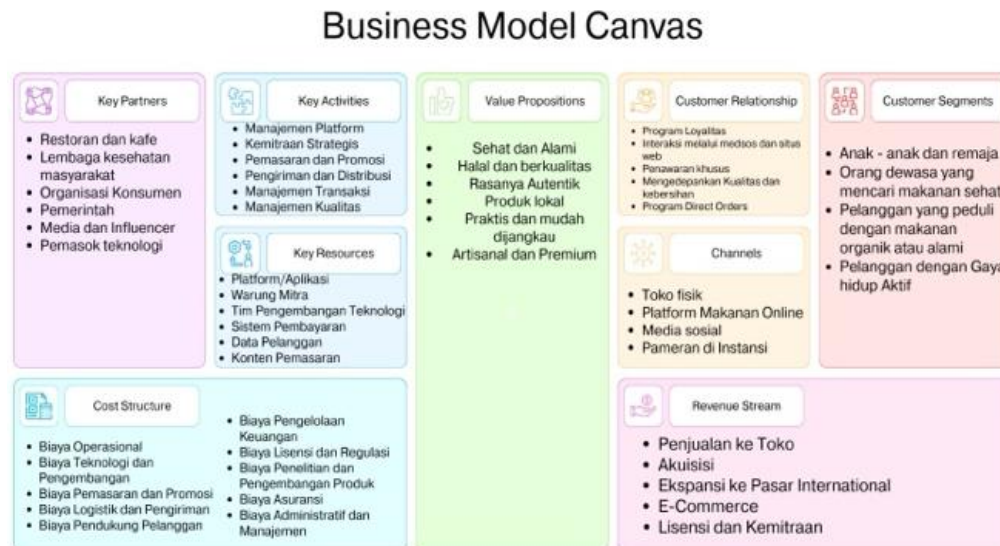 Business Model Canvas
Key Partners
• Restoran dan kafe
• Lembaga kesehatan
masyarakat
• Organisasi Konsumen
• Pemerintah
• Media dan Influencer
• Pemasok teknologi
Key Activities
• Manajemen Platform
• Kemitraan Strategis
• Pemasaran dan Promosi
• Pengiriman dan Distribusi
• Manajemen Transaksi
• Manajemen Kualitas
Key Resources
• Platform/Aplikasi
• Warung Mitra
• Tim Pengembangan Teknologi
• Sistem Pembayaran
• Data Pelanggan
• Konten Pemasaran
Value Propositions
• Sehat dan Alami
• Halal dan berkualitas
• Rasanya Autentik
• Produk lokal
• Praktis dan mudah
dijangkau
• Artisanal dan Premium
Customer Relationship
• Program Loyalitas
• Interaksi melalui medsos dan situs
web
• Penawaran khusus
• Mengedepankan Kualitas dan
kebersihan
• Program Direct Orders
Channels
• Toko fisik
• Platform Makanan Online
• Media sosial
• Pameran di Instansi
Customer Segments
• Anak - anak dan remaja
• Orang dewasa yang
mencari makanan sehat
• Pelanggan yang peduli
dengan makanan
organik atau alami
• Pelanggan dengan Gaya
hidup Aktif
Cost Structure
• Biaya Operasional
• Biaya Teknologi dan
Pengembangan
• Biaya Pemasaran dan Promosi
• Biaya Logistik dan Pengiriman
• Biaya Pendukung Pelanggan
• Biaya Pengelolaan
Keuangan
• Biaya Lisensi dan Regulasi
• Biaya Penelitian dan
Pengembangan Produk
• Biaya Asuransi
• Biaya Administratif dan
Manajemen
Revenue Stream
• Penjualan ke Toko
• Akuisisi
• Ekspansi ke Pasar International
• E-Commerce
• Lisensi dan Kemitraan